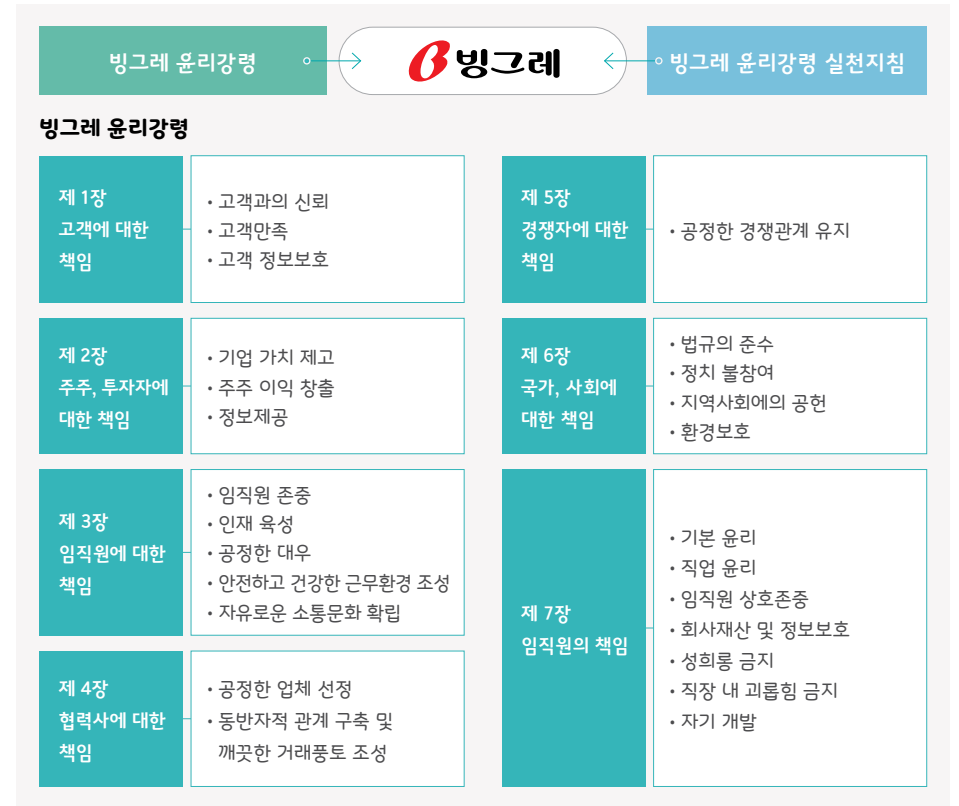 빙그레 윤리강령
빙그레
빙그레 윤리강령 실천지침
빙그레 윤리강령
제 1장
고객에 대한
책임
• 고객과의 신뢰
• 고객만족
• 고객 정보보호
제 2장
주주, 투자자에
대한 책임
• 기업 가치 제고
• 주주 이익 창출
• 정보제공
제 3장
임직원에 대한
책임
• 임직원 존중
• 인재 육성
• 공정한 대우
• 안전하고 건강한 근무환경 조성
• 자유로운 소통문화 확립
제 4장
협력사에 대한
책임
• 공정한 업체 선정
• 동반자적 관계 구축 및
깨끗한 거래풍토 조성
제 5장
경쟁자에 대한
책임
• 공정한 경쟁관계 유지
제 6장
국가, 사회에
대한 책임
• 법규의 준수
• 정치 불참여
• 지역사회에의 공헌
• 환경보호
제 7장
임직원의 책임
• 기본 윤리
• 직업 윤리
• 임직원 상호존중
• 회사재산 및 정보보호
• 성희롱 금지
• 직장 내 괴롭힘 금지
• 자기 개발